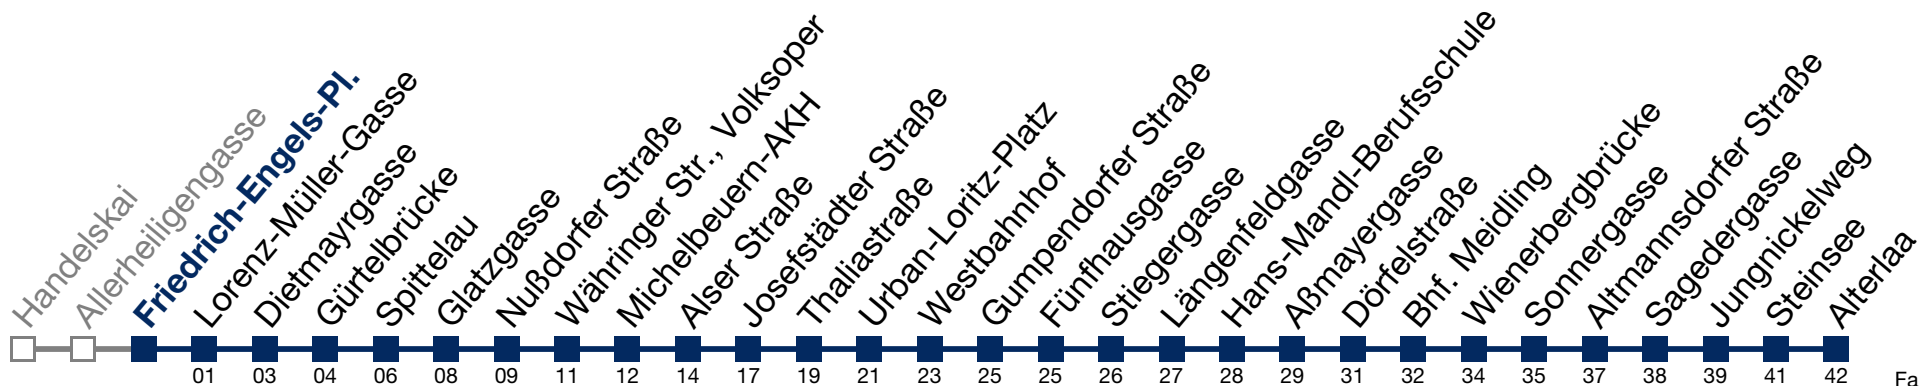 Handelskai
Allerheiligengasse
Friedrich-Engels-Pl.
Lorenz-Müller-Gasse
Dietmayrgasse
Gürtelbrücke
Spittelau
Glatzgasse
Nußdorfer Straße
Währinger Str., Volksoper
Michelbeuern-AKH
Alser Straße
Josefstädter Straße
Thaliastraße
Urban-Loritz-Platz
Westbahnhof
Gumpendorfer Straße
Fünfhausgasse
Stiegergasse
Längenfeldgasse
Hans-Mandl-Berufsschule
Aßmayergasse
Dörfelstraße
Bhf. Meidling
Wienerbergbrücke
Sonnergasse
Altmannsdorfer Straße
Sagedergasse
Jungnickelweg
Steinsee
Alterlaa
01 03 04 06 08 09 11 12 14 17 19 21 23 25 25 26 27 28 29 31 32 34 35 37 38 39 41 42 Fa